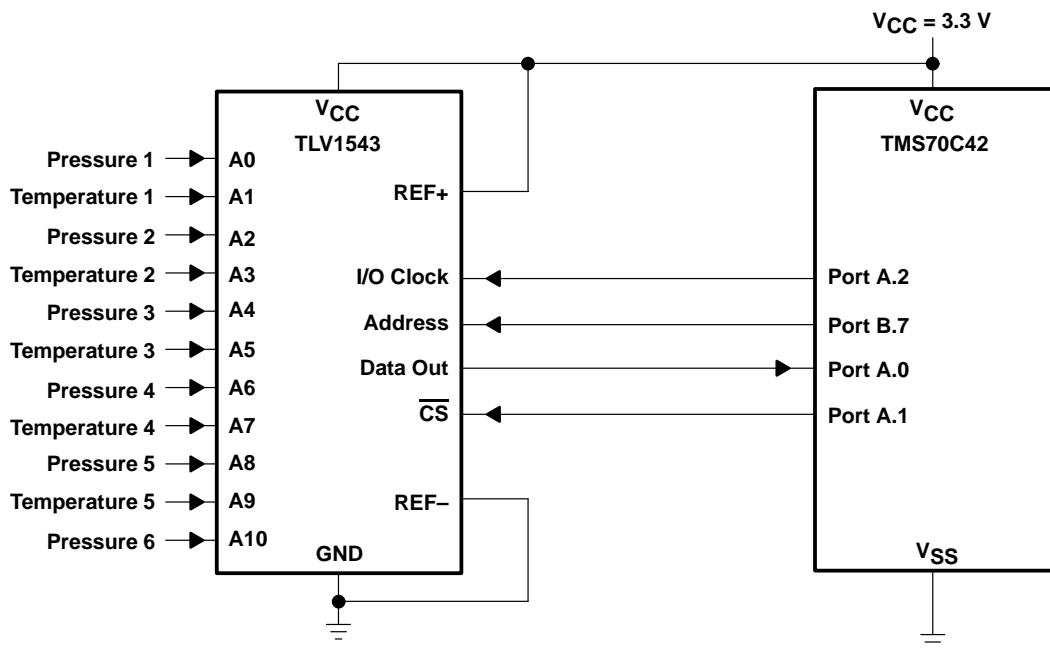 VCC = 3.3 V
VCC
TLV1543
Pressure 1
A0
Temperature 1
A1
Pressure 2
A2
Temperature 2
A3
Pressure 3
A4
Temperature 3
A5
Pressure 4
A6
Temperature 4
A7
Pressure 5
A8
Temperature 5
A9
Pressure 6
A10
REF+
I/O Clock
Address
Data Out
CS
REF–
GND
VCC
TMS70C42
Port A.2
Port B.7
Port A.0
Port A.1
VSS